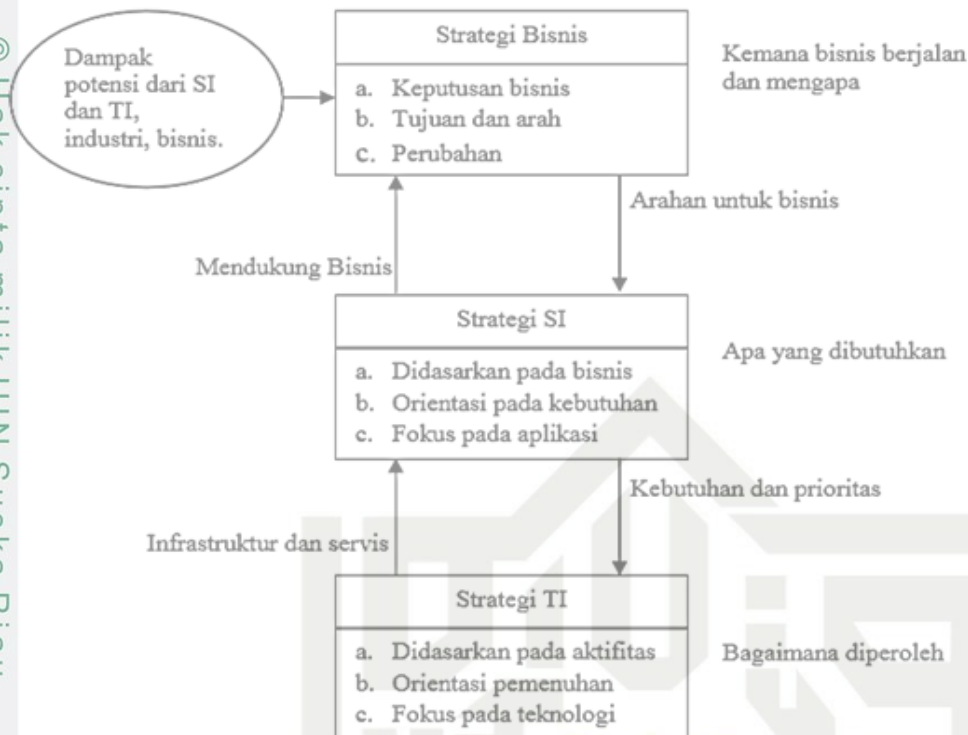 Strategi Bisnis
Dampak
potensi dari SI
dan TI,
industri, bisnis.
a. Keputusan bisnis
b. Tujuan dan arah
c. Perubahan
Kemana bisnis berjalan
dan mengapa
Arahan untuk bisnis
Mendukung Bisnis
Strategi SI
a. Didasarkan pada bisnis
b. Orientasi pada kebutuhan
c. Fokus pada aplikasi
Apa yang dibutuhkan
Kebutuhan dan prioritas
Infrastruktur dan servis
Strategi TI
a. Didasarkan pada aktifitas
b. Orientasi pemenuhan
c. Fokus pada teknologi
Bagaimana diperoleh